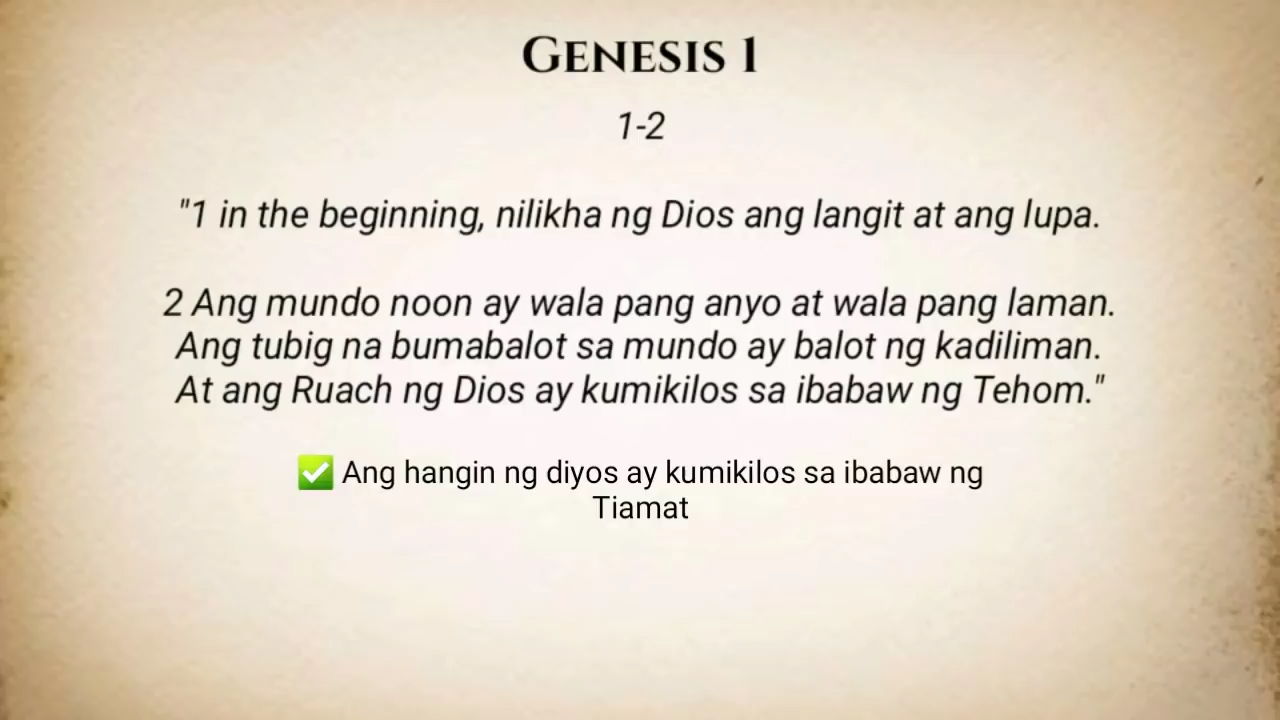 GENESIS 1
1-2
"1 in the beginning, nilikha ng Dios ang langit at ang lupa.
2 Ang mundo noon ay wala pang anyo at wala pang laman.
Ang tubig na bumabalot sa mundo ay balot ng kadiliman.
At ang Ruach ng Dios ay kumikilos sa ibabaw ng Tehom."
✅ Ang hangin ng diyos ay kumikilos sa ibabaw ng
Tiamat